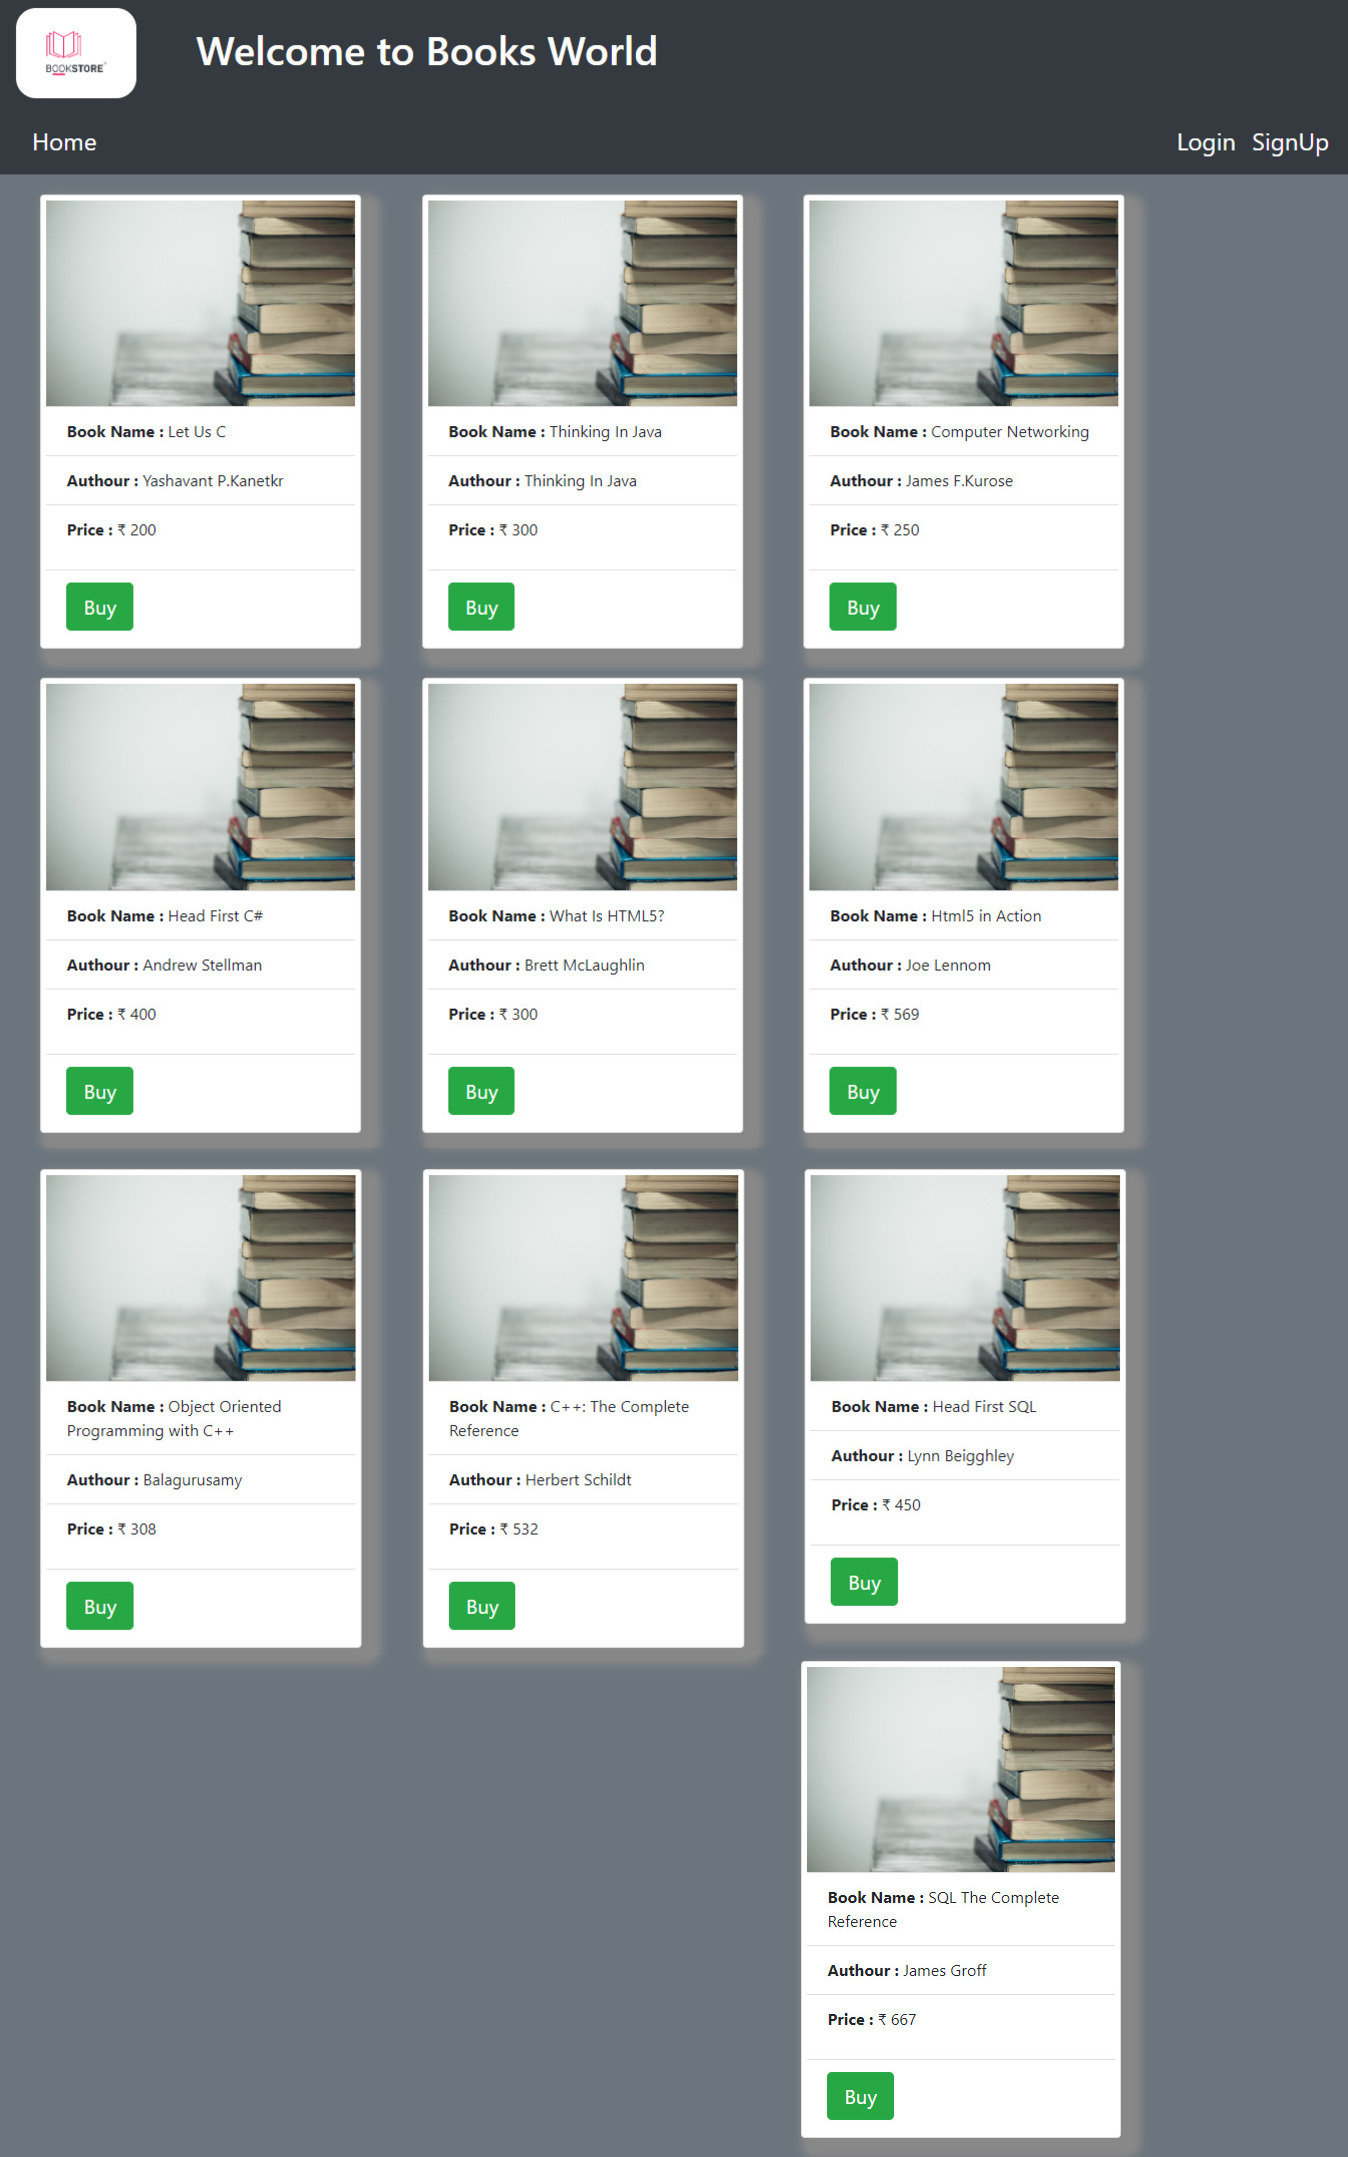 BOOKSTORE
Welcome to Books World
Home
Login SignUp
Book Name : Let Us C
Authour : Yashavant P.Kanetkr
Price : ₹ 200
Buy
Book Name : Thinking In Java
Authour : Thinking In Java
Price : ₹ 300
Buy
Book Name : Computer Networking
Authour : James F.Kurose
Price : ₹ 250
Buy
Book Name : Head First C#
Authour : Andrew Stellman
Price : ₹ 400
Buy
Book Name : What Is HTML5?
Authour : Brett McLaughlin
Price : ₹ 300
Buy
Book Name : Html5 in Action
Authour : Joe Lennom
Price : ₹ 569
Buy
Book Name : Object Oriented
Programming with C++
Authour : Balagurusamy
Price : ₹ 308
Buy
Book Name : C++: The Complete
Reference
Authour : Herbert Schildt
Price : ₹ 532
Buy
Book Name : Head First SQL
Authour : Lynn Beigghley
Price : ₹ 450
Buy
Book Name : SQL The Complete
Reference
Authour : James Groff
Price : ₹ 667
Buy